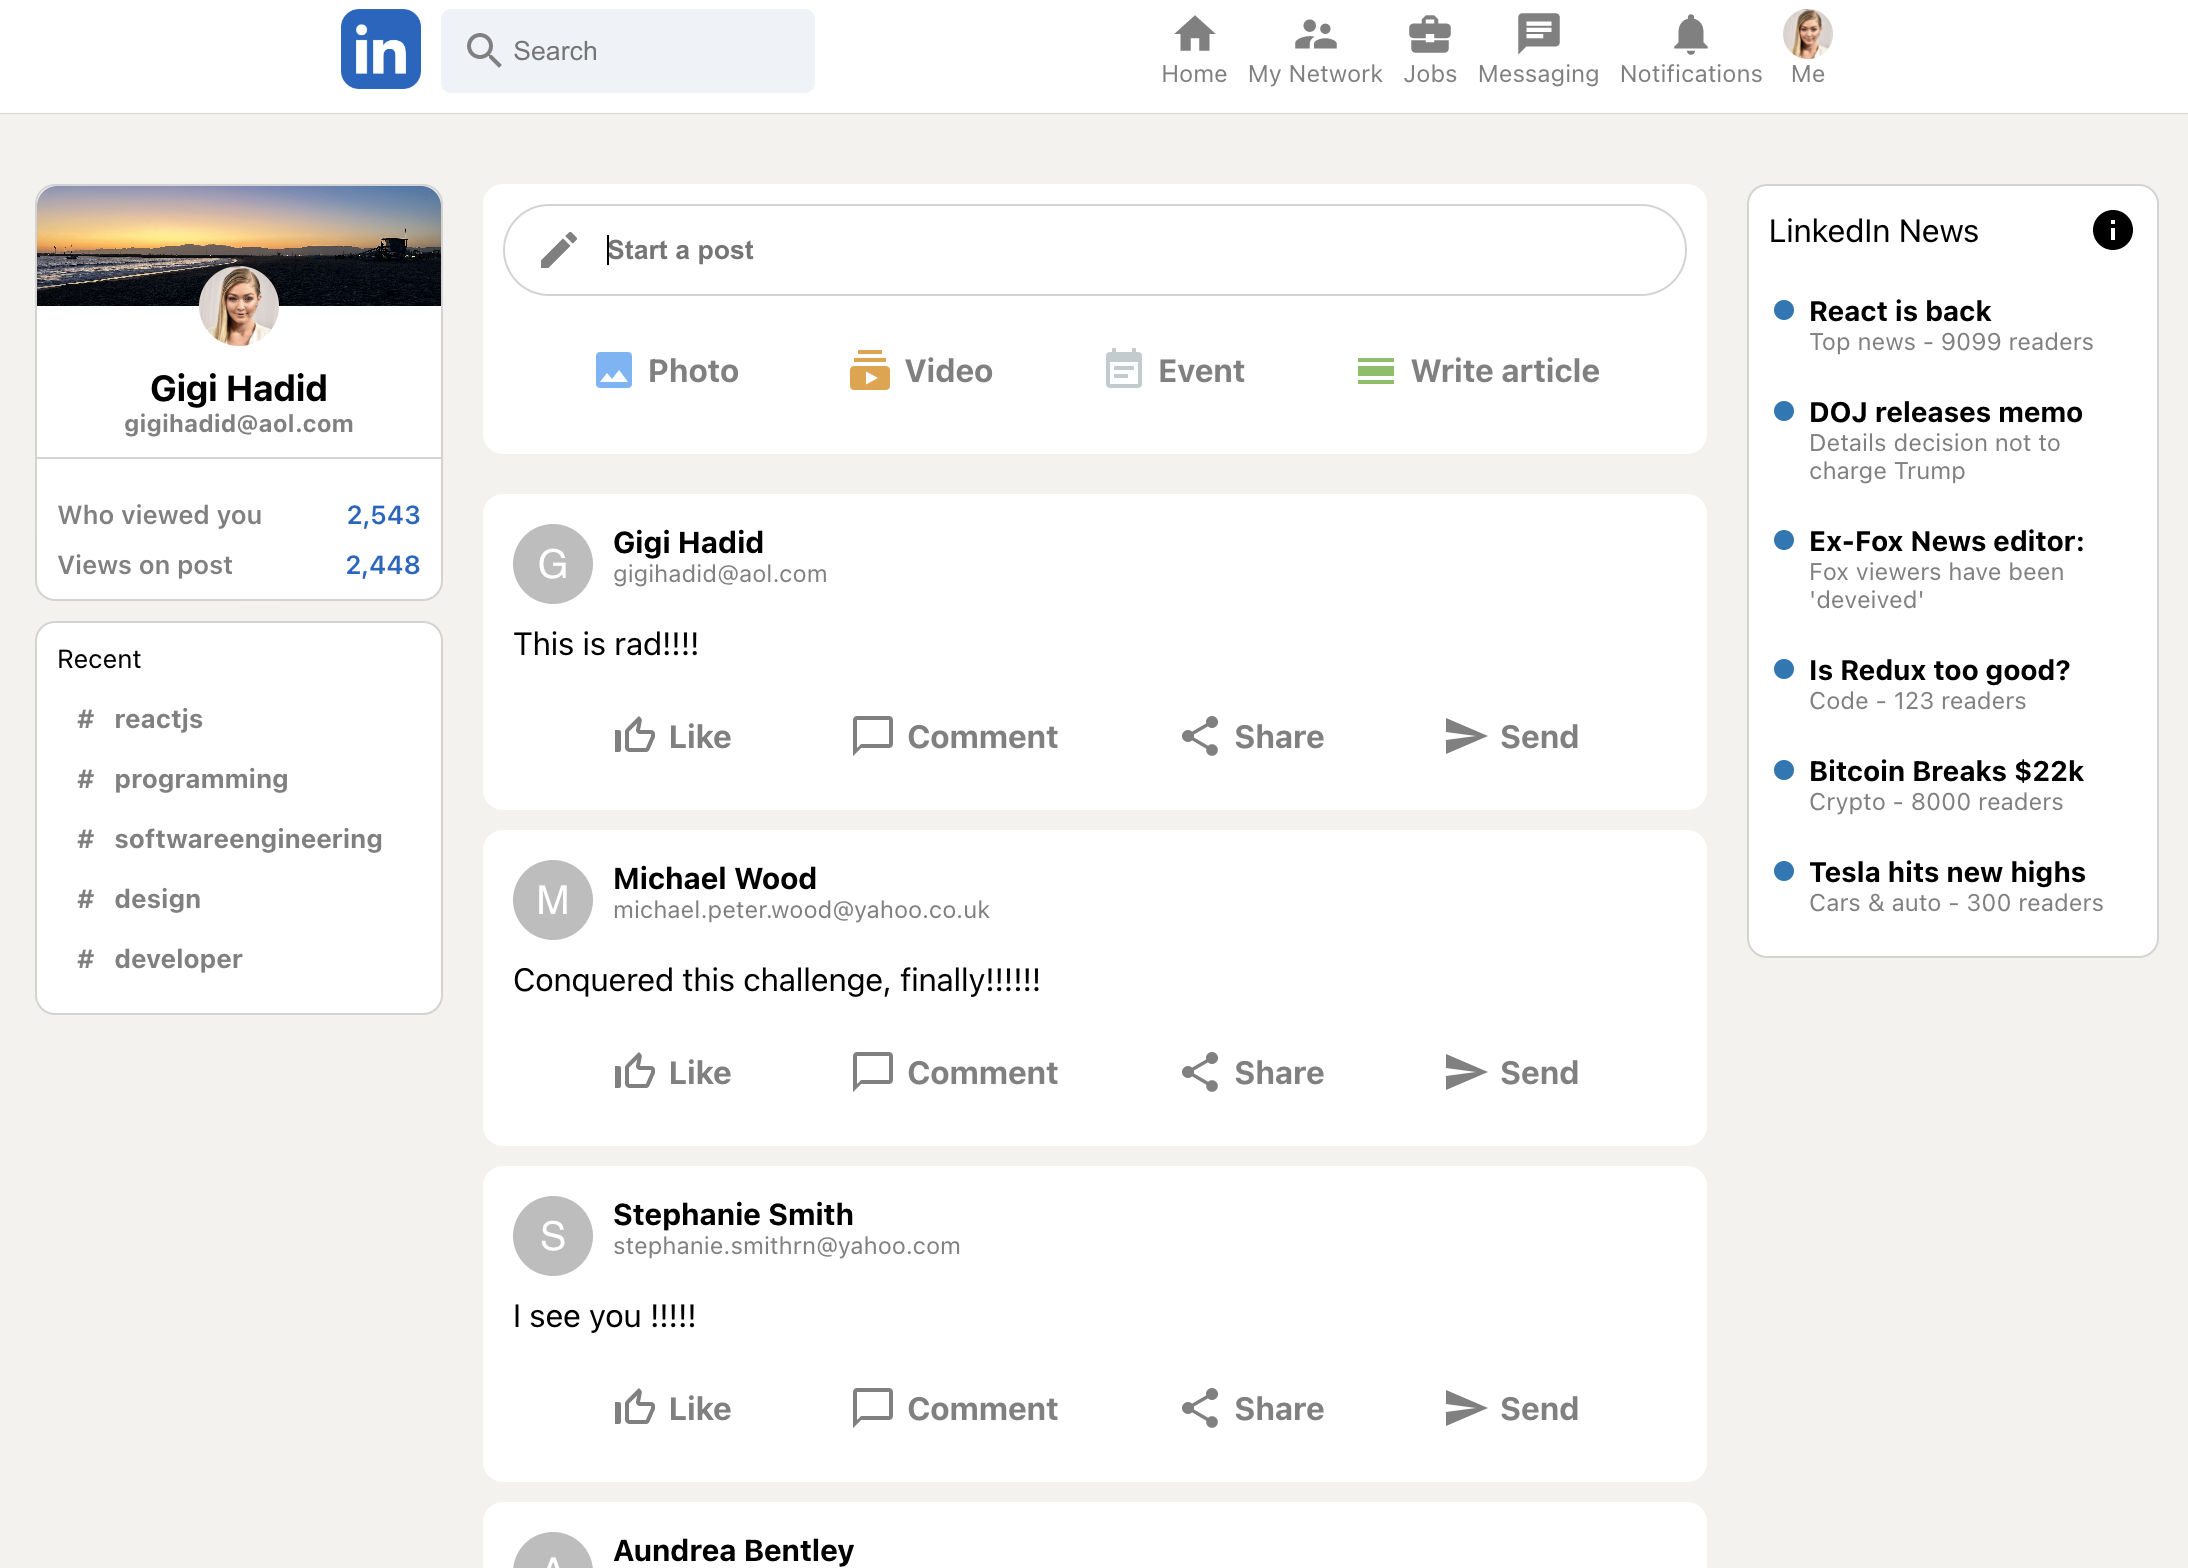 in
Search
Home
My Network
Jobs
Messaging
Notifications
Me
Gigi Hadid
gigihadid@aol.com
Who viewed you 2,543
Views on post 2,448
Recent
# reactjs
# programming
# softwareengineering
# design
# developer
Start a post
Photo
Video
Event
Write article
G
Gigi Hadid
gigihadid@aol.com
This is rad!!!!
Like
Comment
Share
Send
M
Michael Wood
michael.peter.wood@yahoo.co.uk
Conquered this challenge, finally!!!!!!
Like
Comment
Share
Send
S
Stephanie Smith
stephanie.smithrn@yahoo.com
I see you !!!!!
Like
Comment
Share
Send
A
Aundrea Bentley
LinkedIn News
React is back
Top news - 9099 readers
DOJ releases memo
Details decision not to
charge Trump
Ex-Fox News editor:
Fox viewers have been
'deveived'
Is Redux too good?
Code - 123 readers
Bitcoin Breaks $22k
Crypto - 8000 readers
Tesla hits new highs
Cars & auto - 300 readers